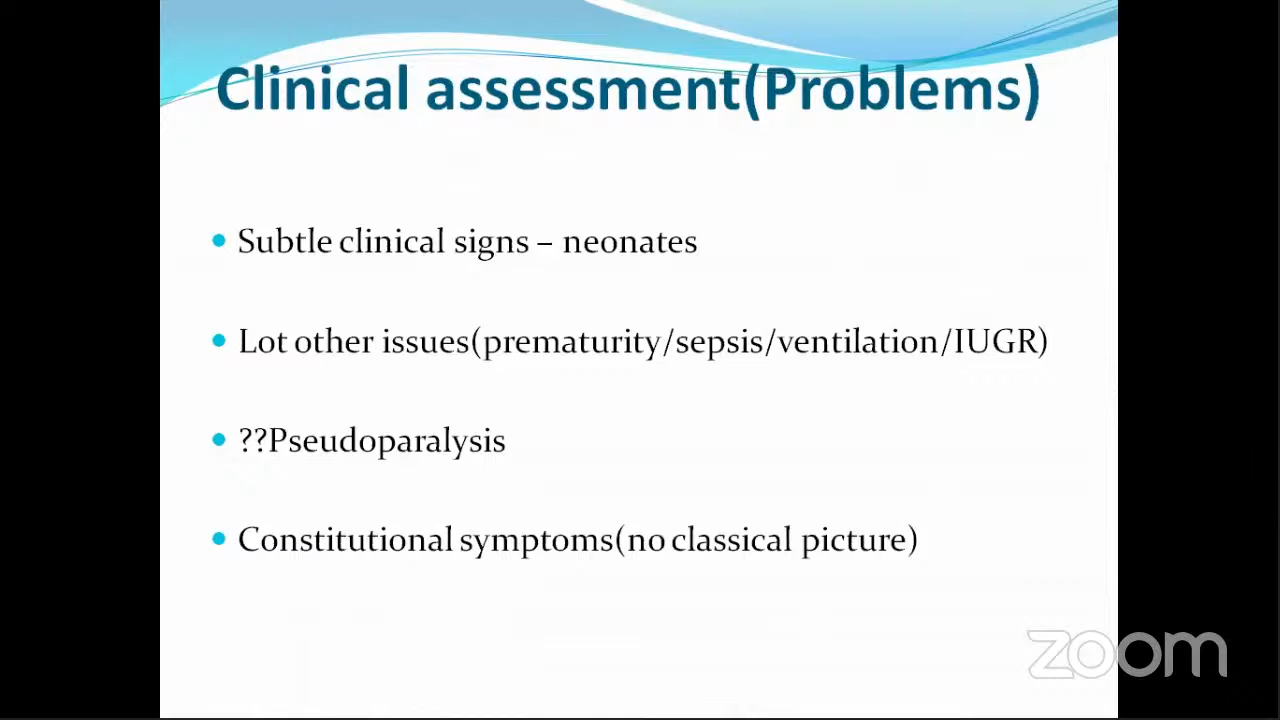 Clinical assessment(Problems)
• Subtle clinical signs – neonates
• Lot other issues(prematurity/sepsis/ventilation/IUGR)
• ??Pseudoparalysis
• Constitutional symptoms(no classical picture)
zoom